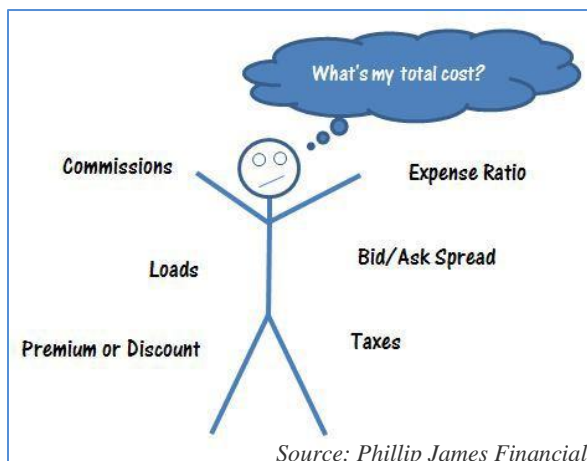 What's my total cost?
Commissions
Expense Ratio
Loads
Bid/Ask Spread
Premium or Discount
Taxes
Source: Phillip James Financial